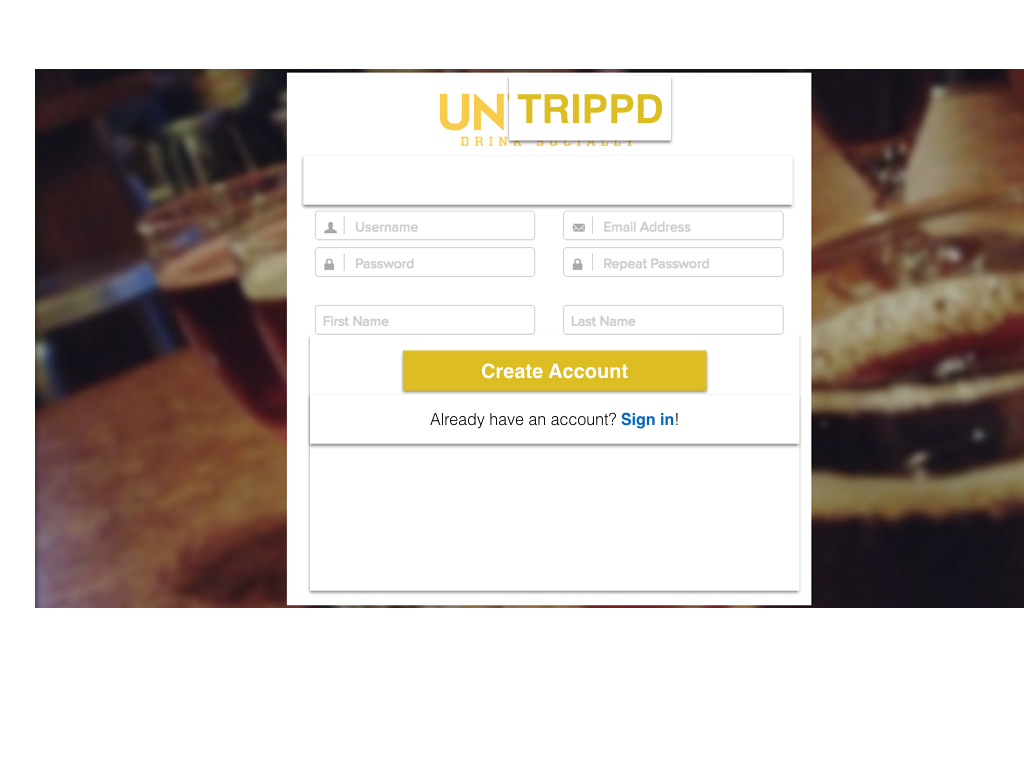 UN TRIPPD
DRINK SOCIALLY
Username
Email Address
Password
Repeat Password
First Name
Last Name
Create Account
Already have an account? Sign in!